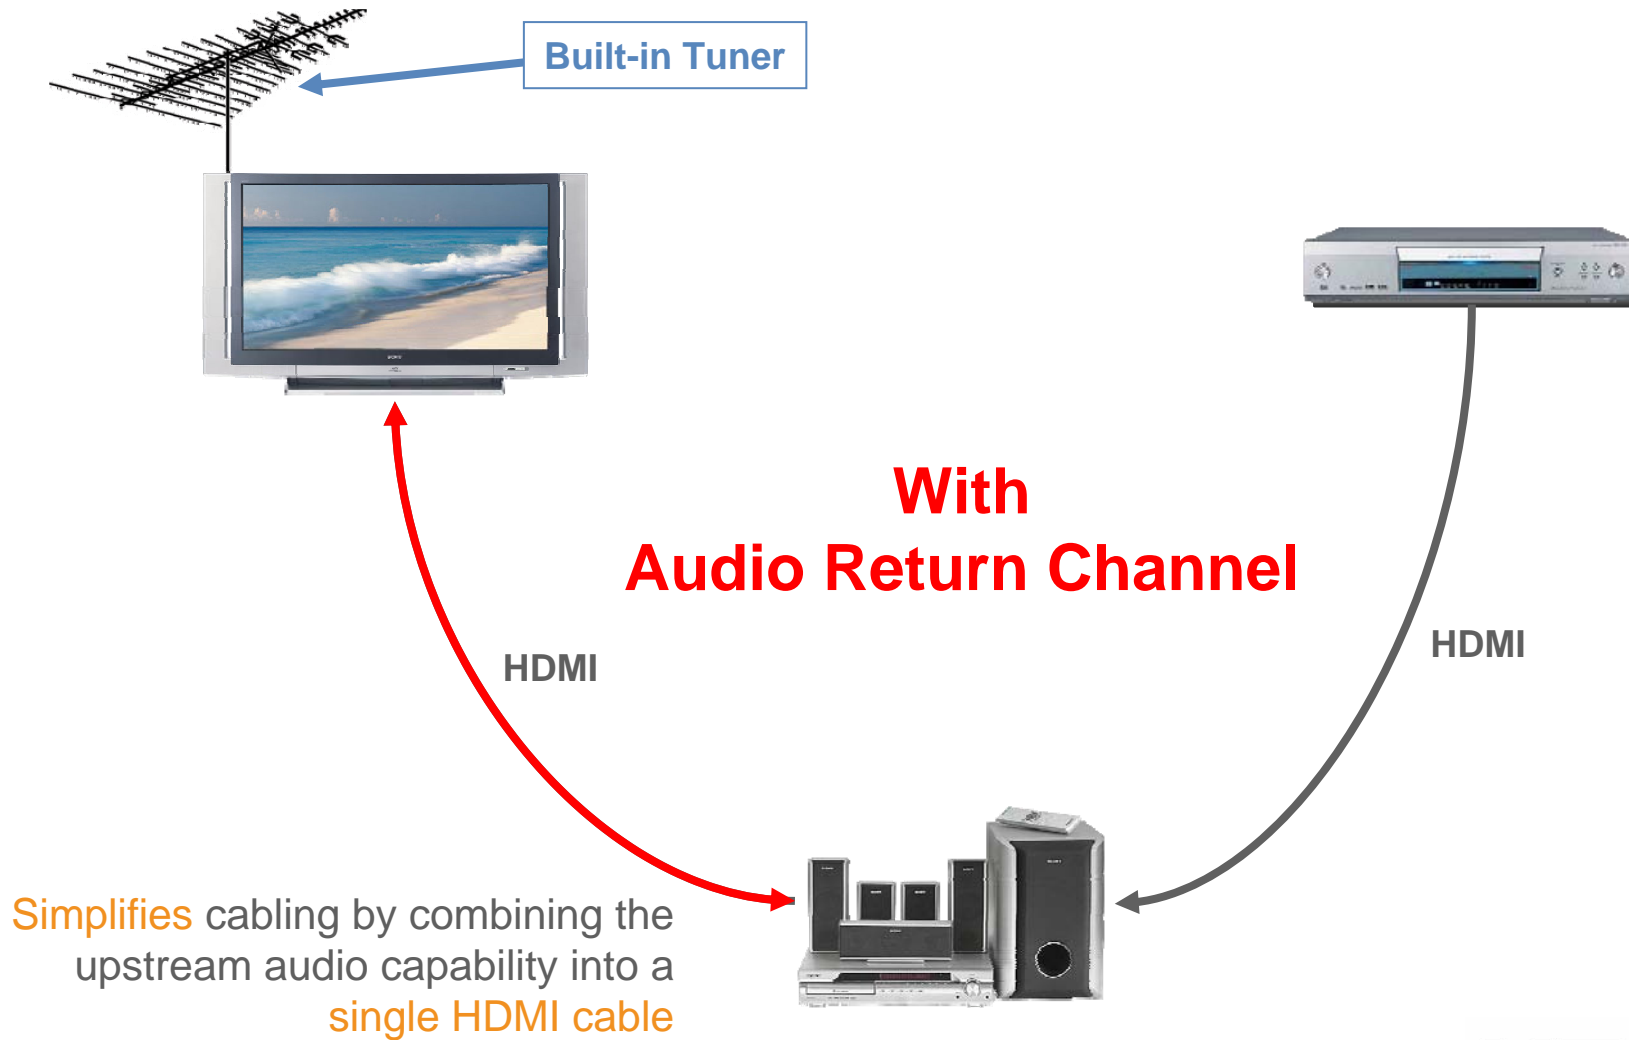 Built-in Tuner
With
Audio Return Channel
HDMI
HDMI
Simplifies cabling by combining the
upstream audio capability into a
single HDMI cable